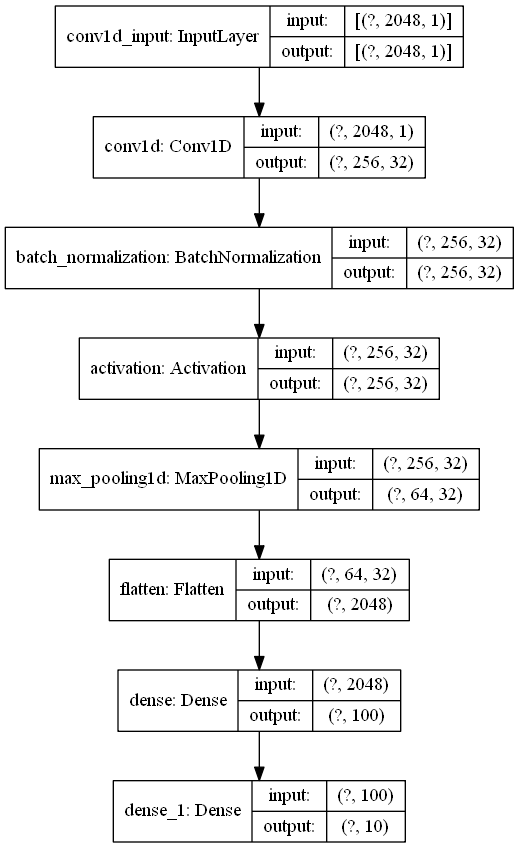 conv1d_input: InputLayer
input: [(?, 2048, 1)]
output: [(?, 2048, 1)]
conv1d: Conv1D
input: (?, 2048, 1)
output: (?, 256, 32)
batch_normalization: BatchNormalization
input: (?, 256, 32)
output: (?, 256, 32)
activation: Activation
input: (?, 256, 32)
output: (?, 256, 32)
max_pooling1d: MaxPooling1D
input: (?, 256, 32)
output: (?, 64, 32)
flatten: Flatten
input: (?, 64, 32)
output: (?, 2048)
dense: Dense
input: (?, 2048)
output: (?, 100)
dense_1: Dense
input: (?, 100)
output: (?, 10)